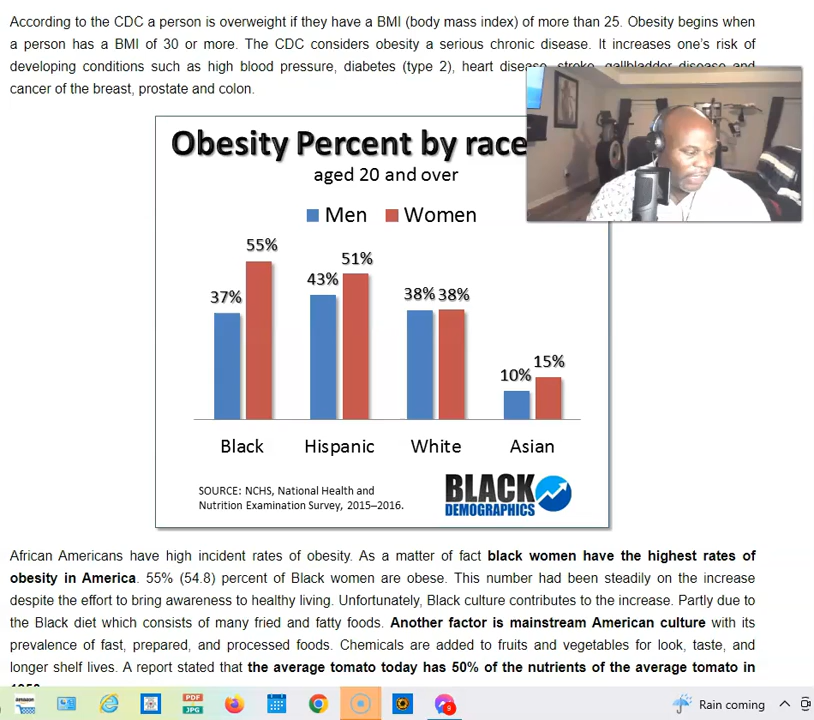 According to the CDC a person is overweight if they have a BMI (body mass index) of more than 25. Obesity begins when
a person has a BMI of 30 or more. The CDC considers obesity a serious chronic disease. It increases one's risk of
developing conditions such as high blood pressure, diabetes (type 2), heart disease, stroke, gallbladder disease and
cancer of the breast, prostate and colon.
Obesity Percent by race
aged 20 and over
Men Women
55%
51%
43%
37%
38% 38%
15%
10%
Black Hispanic White Asian
SOURCE: NCHS, National Health and
Nutrition Examination Survey, 2015–2016.
BLACK
DEMOGRAPHICS
African Americans have high incident rates of obesity. As a matter of fact black women have the highest rates of
obesity in America. 55% (54.8) percent of Black women are obese. This number had been steadily on the increase
despite the effort to bring awareness to healthy living. Unfortunately, Black culture contributes to the increase. Partly due to
the Black diet which consists of many fried and fatty foods. Another factor is mainstream American culture with its
prevalence of fast, prepared, and processed foods. Chemicals are added to fruits and vegetables for look, taste, and
longer shelf lives. A report stated that the average tomato today has 50% of the nutrients of the average tomato in
amazon
PDF
JPG
9
Rain coming